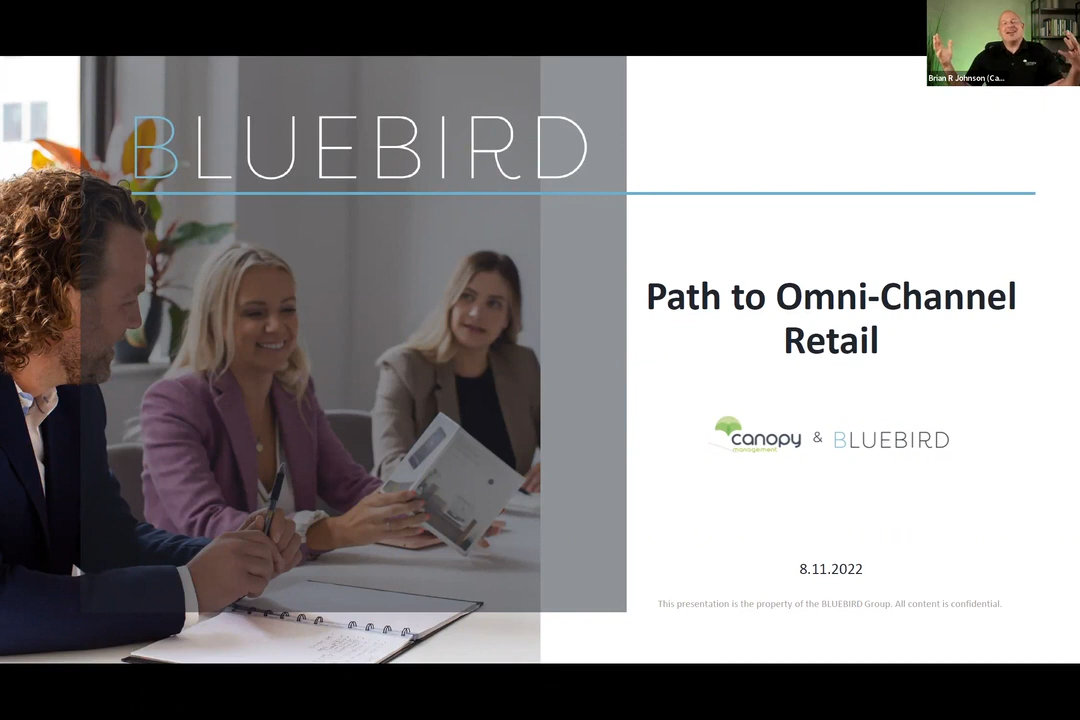 Brian R Johnson (Ca...
BLUEBIRD
Path to Omni-Channel
Retail
canopy
management
& BLUEBIRD
8.11.2022
This presentation is the property of the BLUEBIRD Group. All content is confidential.